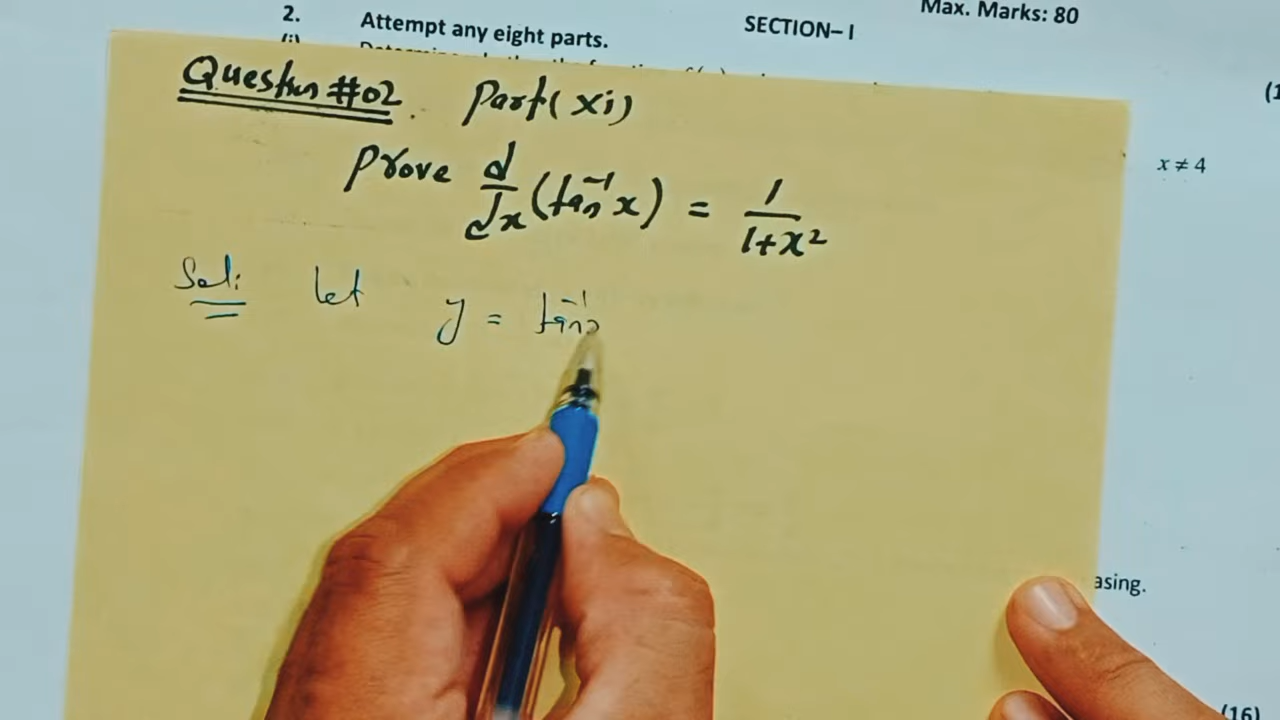 Max. Marks: 80
2. Attempt any eight parts. SECTION– I
(i)
Question #02. Part(xi)
x ≠ 4
Prove d/dx (tan⁻¹x) = 1/1+x²
Sol: let y = tan⁻¹
asing.
(16)